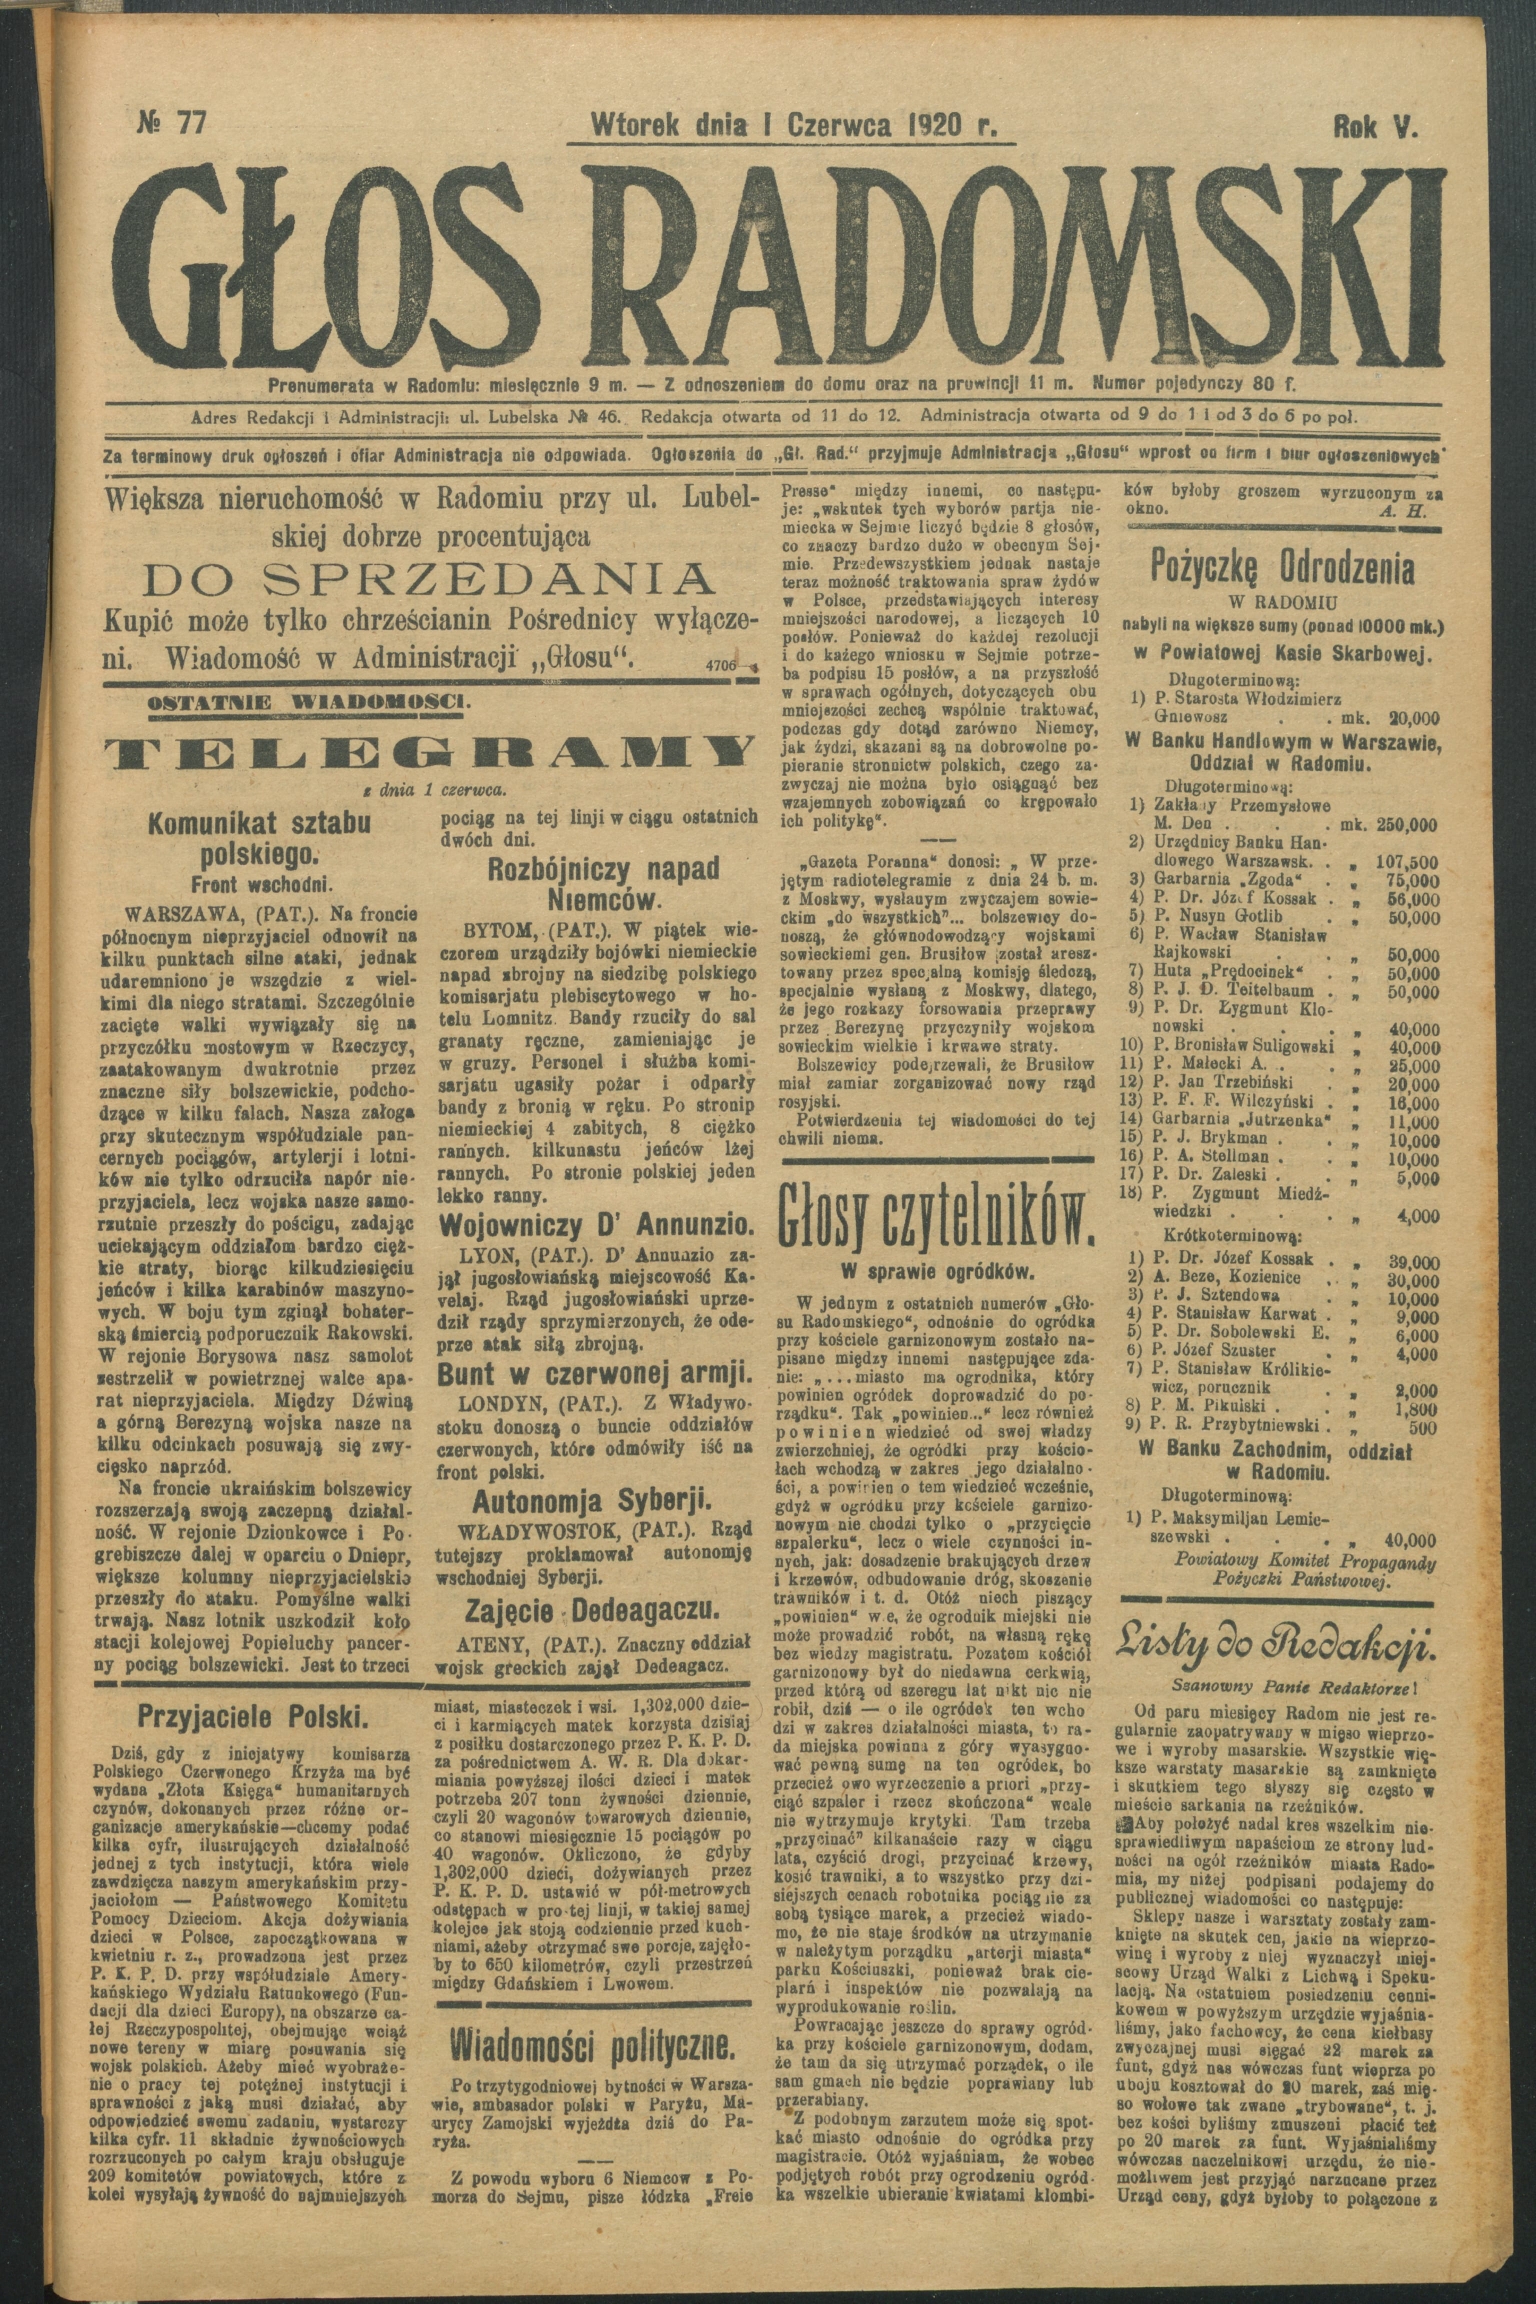 № 77
Wtorek dnia 1 Czerwca 1920 r.
Rok V.
GŁOS RADOMSKI
Prenumerata w Radomiu: miesięcznie 9 m. — Z odnoszeniem do domu oraz na prowincji 11 m. Numer pojedynczy 80 f.
Adres Redakcji i Administracji: ul. Lubelska № 46. Redakcja otwarta od 11 do 12. Administracja otwarta od 9 do 1 i od 3 do 6 po poł.
Za terminowy druk ogłoszeń i ofiar Administracja nie odpowiada. Ogłoszenia do „Gł. Rad.“ przyjmuje Administracja „Głosu“ wprost od firm i biur ogłoszeniowych
Większa nieruchomość w Radomiu przy ul. Lubel-
skiej dobrze procentująca
DO SPRZEDANIA
Kupić może tylko chrześcianin Pośrednicy wyłącze-
ni. Wiadomość w Administracji „Głosu“.
4706—4
OSTATNIE WIADOMOSCI.
TELEGRAMY
z dnia 1 czerwca.
Komunikat sztabu
polskiego.
Front wschodni.
WARSZAWA, (PAT.). Na froncie
północnym nieprzyjaciel odnowił na
kilku punktach silne ataki, jednak
udaremniono je wszędzie z wiel-
kimi dla niego stratami. Szczególnie
zacięte walki wywiązały się na
przyczółku mostowym w Rzeczycy,
zaatakowanym dwukrotnie przez
znaczne siły bolszewickie, podcho-
dzące w kilku falach. Nasza załoga
przy skutecznym współudziale pan-
cernych pociągów, artylerji i lotni-
ków nie tylko odrzuciła napór nie-
przyjaciela, lecz wojska nasze samo-
rzutnie przeszły do pościgu, zadając
uciekającym oddziałom bardzo cięż-
kie straty, biorąc kilkudziesięciu
jeńców i kilka karabinów maszyno-
wych. W boju tym zginął bohater-
ską śmiercią podporucznik Rakowski.
W rejonie Borysowa nasz samolot
zestrzelił w powietrznej walce apa-
rat nieprzyjaciela. Między Dźwiną
a górną Berezyną wojska nasze na
kilku odcinkach posuwają się zwy-
cięsko naprzód.
Na froncie ukraińskim bolszewicy
rozszerzają swoją zaczepną działal-
ność. W rejonie Dzionkowce i Po-
grebiszcze dalej w oparciu o Dniepr,
większe kolumny nieprzyjacielskie
przeszły do ataku. Pomyślne walki
trwają. Nasz lotnik uszkodził koło
stacji kolejowej Popieluchy pancer-
ny pociąg bolszewicki. Jest to trzeci
pociąg na tej linji w ciągu ostatnich
dwóch dni.
Rozbójniczy napad
Niemców.
BYTOM, (PAT.). W piątek wie-
czorem urządziły bojówki niemieckie
napad zbrojny na siedzibę polskiego
komisarjatu plebiscytowego w ho-
telu Lomnitz. Bandy rzuciły do sal
granaty ręczne, zamieniając je
w gruzy. Personel i służba komi-
sarjatu ugasiły pożar i odparły
bandy z bronią w ręku. Po stronip
niemieckiej 4 zabitych, 8 ciężko
rannych. kilkunastu jeńców lżej
rannych. Po stronie polskiej jeden
lekko ranny.
Wojowniczy D' Annunzio.
LYON, (PAT.). D' Annunzio za-
jął jugosłowiańską miejscowość Ka-
velaj. Rząd jugosłowiański uprze-
dził rządy sprzymierzonych, że ode-
prze atak siłą zbrojną.
Bunt w czerwonej armji.
LONDYN, (PAT.). Z Władywo-
stoku donoszą o buncie oddziałów
czerwonych, które odmówiły iść na
front polski.
Autonomja Syberji.
WŁADYWOSTOK, (PAT.). Rząd
tutejszy proklamował autonomję
wschodniej Syberji.
Zajęcie Dedeagaczu.
ATENY, (PAT.). Znaczny oddział
wojsk greckich zajął Dedeagacz.
Przyjaciele Polski.
Dziś, gdy z inicjatywy komisarza
Polskiego Czerwonego Krzyża ma być
wydana „Złota Księga“ humanitarnych
czynów, dokonanych przez różne or-
ganizacje amerykańskie—chcemy podać
kilka cyfr, ilustrujących działalność
jednej z tych instytucji, która wiele
zawdzięcza naszym amerykańskim przy-
jaciołom — Państwowego Komitetu
Pomocy Dzieciom. Akcja dożywiania
dzieci w Polsce, zapoczątkowana w
kwietniu r. z., prowadzona jest przez
P. K. P. D. przy współudziale Amery-
kańskiego Wydziału Ratunkowego (Fun-
dacji dla dzieci Europy), na obszarze ca-
łej Rzeczypospolitej, obejmując wciąż
nowe tereny w miarę posuwania się
wojsk polskich. Ażeby mieć wyobraże-
nie o pracy tej potężnej instytucji i
sprawności z jaką musi działać, aby
odpowiedzieć swemu zadaniu, wystarczy
kilka cyfr. 11 składnic żywnościowych
rozrzuconych po całym kraju obsługuje
209 komitetów powiatowych, które z
kolei wysyłają żywność do najmniejszych
miast, miasteczek i wsi. 1,302,000 dzie-
ci i karmiących matek korzysta dzisiaj
z posiłku dostarczonego przez P. K. P. D.
za pośrednictwem A. W. R. Dla dokar-
miania powyższej ilości dzieci i matek
potrzeba 207 tonn żywności dziennie,
czyli 20 wagonów towarowych dziennie,
co stanowi miesięcznie 15 pociągów po
40 wagonów. Okliczono, że gdyby
1,302,000 dzieci, dożywianych przez
P. K. P. D. ustawić w pół-metrowych
odstępach w pro-tej linji, w takiej samej
kolejce jak stoją codziennie przed kuch-
niami, ażeby otrzymać swe porcje, zajęło-
by to 650 kilometrów, czyli przestrzeń
między Gdańskiem i Lwowem.
Wiadomości polityczne.
Po trzytygodniowej bytności w Warsza-
wie, ambasador polski w Paryżu, Ma-
urycy Zamojski wyjeżdża dziś do Pa-
ryża.
Z powodu wyboru 6 Niemcow z Po-
morza do Sejmu, pisze łódzka „Freie
Presse“ między innemi, co następu-
je: „wskutek tych wyborów partja nie-
miecka w Sejmie liczyć będzie 8 głosów,
co znaczy bardzo dużo w obecnym Sej-
mie. Przedewszystkiem jednak nastaje
teraz możność traktowania spraw żydów
w Polsce, przedstawiających interesy
mniejszości narodowej, a liczących 10
posłów. Ponieważ do każdej rezolucji
i do każego wniosku w Sejmie potrze-
ba podpisu 15 posłów, a na przyszłość
w sprawach ogólnych, dotyczących obu
mniejszości zechcą wspólnie traktować,
podczas gdy dotąd zarówno Niemcy,
jak żydzi, skazani są na dobrowolne po-
pieranie stronnictw polskich, czego za-
zwyczaj nie można było osiągnąć bez
wzajemnych zobowiązań co krępowało
ich politykę“.
„Gazeta Poranna“ donosi: „ W prze-
jętym radiotelegramie z dnia 24 b. m.
z Moskwy, wysłanym zwyczajem sowie-
ckim „do wszystkich”... bolszewicy do-
noszą, że głównodowodzący wojskami
sowieckiemi gen. Brusiłow został aresz-
towany przez specjalną komisję śledczą,
specjalnie wysłaną z Moskwy, dlatego,
że jego rozkazy forsowania przeprawy
przez Berezynę przyczyniły wojskom
sowieckim wielkie i krwawe straty.
Bolszewicy podejrzewali, że Brusiłow
miał zamiar zorganizować nowy rząd
rosyjski.
Potwierdzenia tej wiadomości do tej
chwili niema.
Głosy czytelników.
W sprawie ogródków.
W jednym z ostatnich numerów „Gło-
su Radomskiego“, odnośnie do ogródka
przy kościele garnizonowym zostało na-
pisane między innemi następujące zda-
nie: „...miasto ma ogrodnika, który
powinien ogródek doprowadzić do po-
rządku“. Tak „powinien...“ lecz również
powinien wiedzieć od swej władzy
zwierzchniej, że ogródki przy kościo-
łach wchodzą w zakres jego działalno-
ści, a powinien o tem wiedzieć wcześnie,
gdyż w ogródku przy kościele garnizo-
nowym nie chodzi tylko o „przycięcie
szpalerku“, lecz o wiele czynności in-
nych, jak: dosadzenie brakujących drzew
i krzewów, odbudowanie dróg, skoszenie
trawników i t. d. Otóż niech piszący
„powinien“ wie, że ogrodnik miejski nie
może prowadzić robót, na własną rękę
bez wiedzy magistratu. Pozatem kościół
garnizonowy był do niedawna cerkwią,
przed którą od szeregu lat nikt nic nie
robił, dziś — o ile ogródek ten wcho
dzi w zakres działalności miasta, to ra-
da miejska powinna z góry wyasygno-
wać pewną sumę na ten ogródek, bo
przecież owo wyrzeczenie a priori „przy-
ciąć szpaler i rzecz skończona“ wcale
nie wytrzymuje krytyki. Tam trzeba
„przycinać” kilkanaście razy w ciągu
lata, czyścić drogi, przycinać krzewy,
kosić trawniki, a to wszystko przy dzi-
siejszych cenach robotnika pociągnie za
sobą tysiące marek, a przecież wiado-
mo, że nie staje środków na utrzymanie
w należytym porządku „arterji miasta“
parku Kościuszki, ponieważ brak cie-
plarń i inspektów nie pozwalają na
wyprodukowanie roślin.
Powracając jeszcze do sprawy ogród-
ka przy kościele garnizonowym, dodam,
że tam da się utrzymać porządek, o ile
sam gmach nie będzie poprawiany lub
przerabiany.
Z podobnym zarzutem może się spot-
kać miasto odnośnie do ogródka przy
magistracie. Otóż wyjaśniam, że wobec
podjętych robót przy ogrodzeniu ogród-
ka wszelkie ubieranie kwiatami klombi-
ków byłoby groszem wyrzuconym za
okno. A. H.
Pożyczkę Odrodzenia
W RADOMIU
nabyli na większe sumy (ponad 10000 mk.)
w Powiatowej Kasie Skarbowej.
Długoterminową:
1) P. Starosta Włodzimierz
Gniewosz . . mk. 20,000
W Banku Handlowym w Warszawie,
Oddział w Radomiu.
Długoterminową:
1) Zakłady Przemysłowe
M. Den . . . mk. 250,000
2) Urzędnicy Banku Han-
dlowego Warszawsk. . „ 107,500
3) Garbarnia „Zgoda“ . „ 75,000
4) P. Dr. Józef Kossak . „ 56,000
5) P. Nusyn Gotlib . „ 50,000
6) P. Wacław Stanisław
Rajkowski . . „ 50,000
7) Huta „Prędocinek“ . „ 50,000
8) P. J. D. Teitelbaum . „ 50,000
9) P. Dr. Zygmunt Klo-
nowski . . . „ 40,000
10) P. Bronisław Suligowski „ 40,000
11) P. Małecki A. . . „ 25,000
12) P. Jan Trzebiński . „ 20,000
13) P. F. F. Wilczyński . „ 16,000
14) Garbarnia „Jutrzenka“ „ 11,000
15) P. J. Brykman . . „ 10,000
16) P. A. Stellman . . „ 10,000
17) P. Dr. Zaleski . . „ 5,000
18) P. Zygmunt Miedź-
wiedzki . . . „ 4,000
Krótkoterminową:
1) P. Dr. Józef Kossak . „ 39,000
2) A. Beze, Kozienice . „ 30,000
3) P. J. Sztendowa . „ 10,000
4) P. Stanisław Karwat . „ 9,000
5) P. Dr. Sobolewski E. „ 6,000
6) P. Józef Szuster . „ 4,000
7) P. Stanisław Królikie-
wicz, porucznik . „ 2,000
8) P. M. Pikulski . . „ 1,800
9) P. R. Przybytniewski . „ 500
W Banku Zachodnim, oddział
w Radomiu.
Długoterminową:
1) P. Maksymiljan Lemie-
szewski . . . „ 40,000
Powiatowy Komitet Propagandy
Pożyczki Państwowej.
Listy do Redakcji.
Szanowny Panie Redaktorze!
Od paru miesięcy Radom nie jest re-
gularnie zaopatrywany w mięso wieprzo-
we i wyroby masarskie. Wszystkie wię-
ksze warstaty masarskie są zamknięte
i skutkiem tego słyszy się często w
mieście sarkania na rzeźników.
Aby położyć nadal kres wszelkim nie-
sprawiedliwym napaściom ze strony lud-
ności na ogół rzeźników miasta Rado-
mia, my niżej podpisani podajemy do
publicznej wiadomości co następuje:
Sklepy nasze i warsztaty zostały zam-
knięte na skutek cen, jakie na wieprzo-
winę i wyroby z niej wyznaczył miej-
scowy Urząd Walki z Lichwą i Speku-
lacją. Na ostatniem posiedzeniu cenni-
kowem w powyższym urzędzie wyjaśnia-
liśmy, jako fachowcy, że cena kiełbasy
zwyczajnej musi sięgać 22 marek za
funt, gdyż nas wówczas funt wieprza po
uboju kosztował do 20 marek, zaś mię-
so wołowe tak zwane „trybowane“, t. j.
bez kości byliśmy zmuszeni płacić też
po 20 marek za funt. Wyjaśnialiśmy
wówczas naczelnikowi urzędu, że nie-
możliwem jest przyjąć narzucane przez
Urząd ceny, gdyż byłoby to połączone z